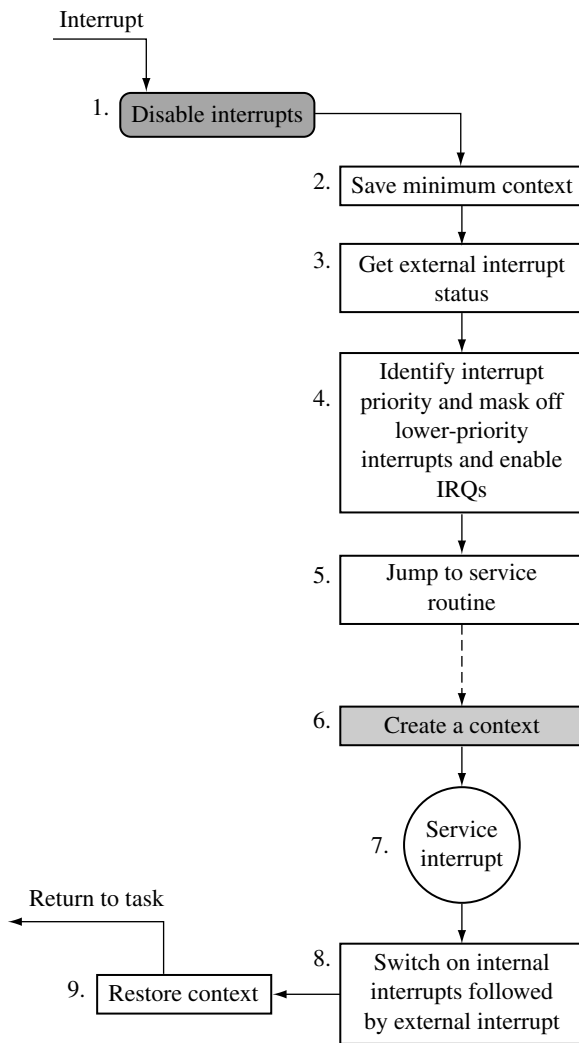 Interrupt
1. Disable interrupts
2. Save minimum context
3. Get external interrupt
status
4. Identify interrupt
priority and mask off
lower-priority
interrupts and enable
IRQs
5. Jump to service
routine
6. Create a context
7. Service
interrupt
8. Switch on internal
interrupts followed
by external interrupt
9. Restore context
Return to task